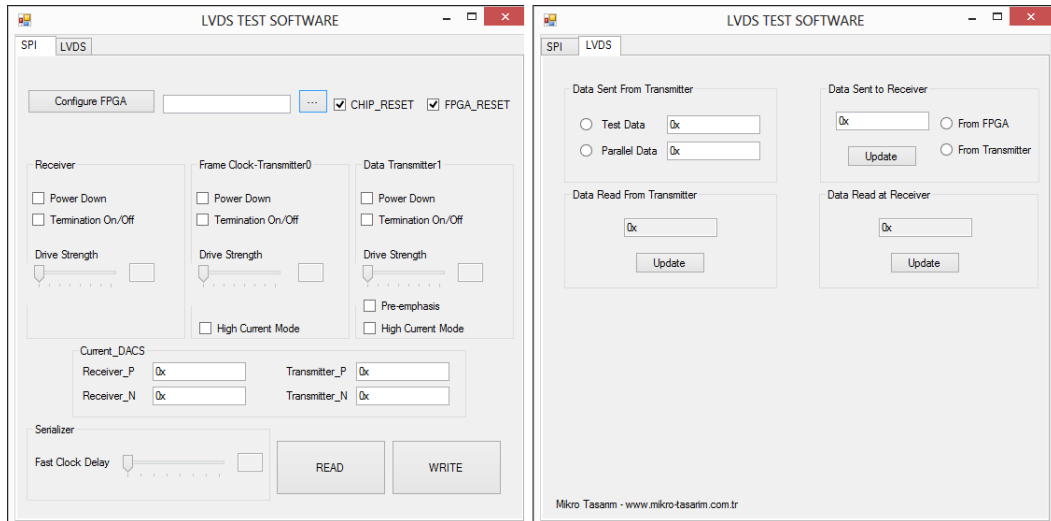 LVDS TEST SOFTWARE
SPI LVDS
Configure FPGA ... CHIP_RESET FPGA_RESET
Receiver Frame Clock-Transmitter0 Data Transmitter1
Power Down Power Down Power Down
Termination On/Off Termination On/Off Termination On/Off
Drive Strength Drive Strength Drive Strength
Pre-emphasis
High Current Mode High Current Mode
Current_DACS
Receiver_P 0x Transmitter_P 0x
Receiver_N 0x Transmitter_N 0x
Serializer
Fast Clock Delay READ WRITE
LVDS TEST SOFTWARE
SPI LVDS
Data Sent From Transmitter Data Sent to Receiver
Test Data 0x 0x From FPGA
Parallel Data 0x Update From Transmitter
Data Read From Transmitter Data Read at Receiver
0x 0x
Update Update
Mikro Tasarım - www.mikro-tasarim.com.tr